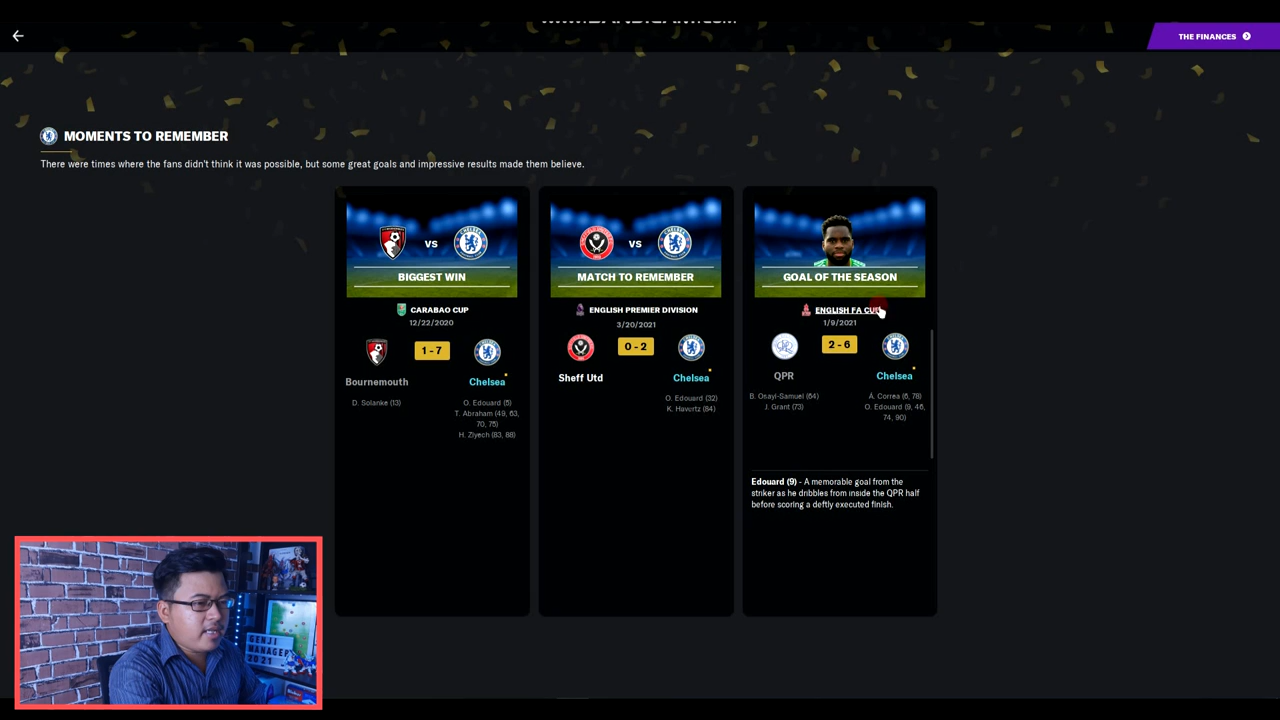 THE FINANCES
MOMENTS TO REMEMBER
There were times where the fans didn't think it was possible, but some great goals and impressive results made them believe.
VS
BIGGEST WIN
CARABAO CUP
12/22/2020
1 - 7
Bournemouth
Chelsea
D. Solanke (13)
O. Edouard (5)
T. Abraham (49, 63,
70, 75)
H. Ziyech (83, 88)
VS
MATCH TO REMEMBER
ENGLISH PREMIER DIVISION
3/20/2021
0 - 2
Sheff Utd
Chelsea
O. Edouard (32)
K. Havertz (84)
GOAL OF THE SEASON
ENGLISH FA CUP
1/9/2021
2 - 6
QPR
Chelsea
B. Osayi-Samuel (64)
J. Grant (73)
Á. Correa (6, 78)
O. Edouard (9, 46,
74, 90)
Edouard (9) - A memorable goal from the
striker as he dribbles from inside the QPR half
before scoring a deftly executed finish.
GENJI
MANAGER
2021